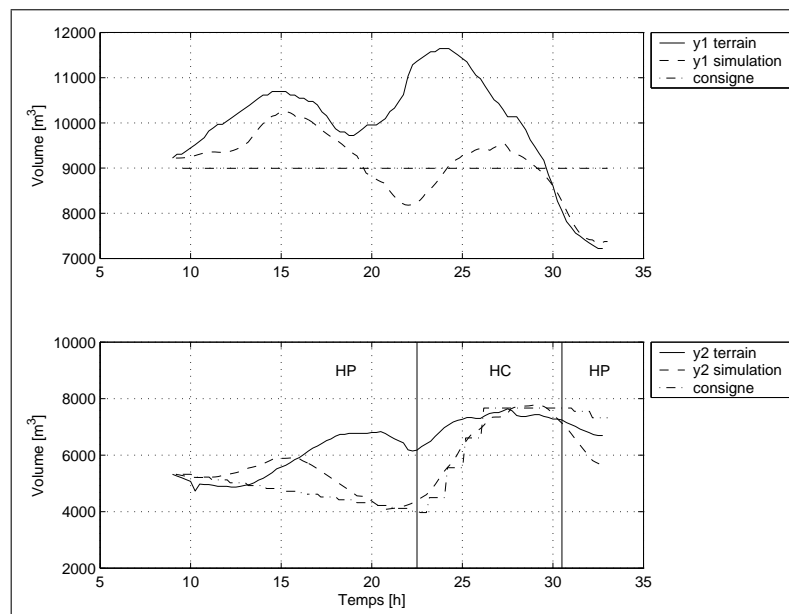 12000
11000
10000
9000
8000
7000
Volume [m³]
5 10 15 20 25 30 35
y1 terrain
y1 simulation
consigne
10000
8000
6000
4000
2000
Volume [m³]
HP HC HP
5 10 15 20 25 30 35
Temps [h]
y2 terrain
y2 simulation
consigne